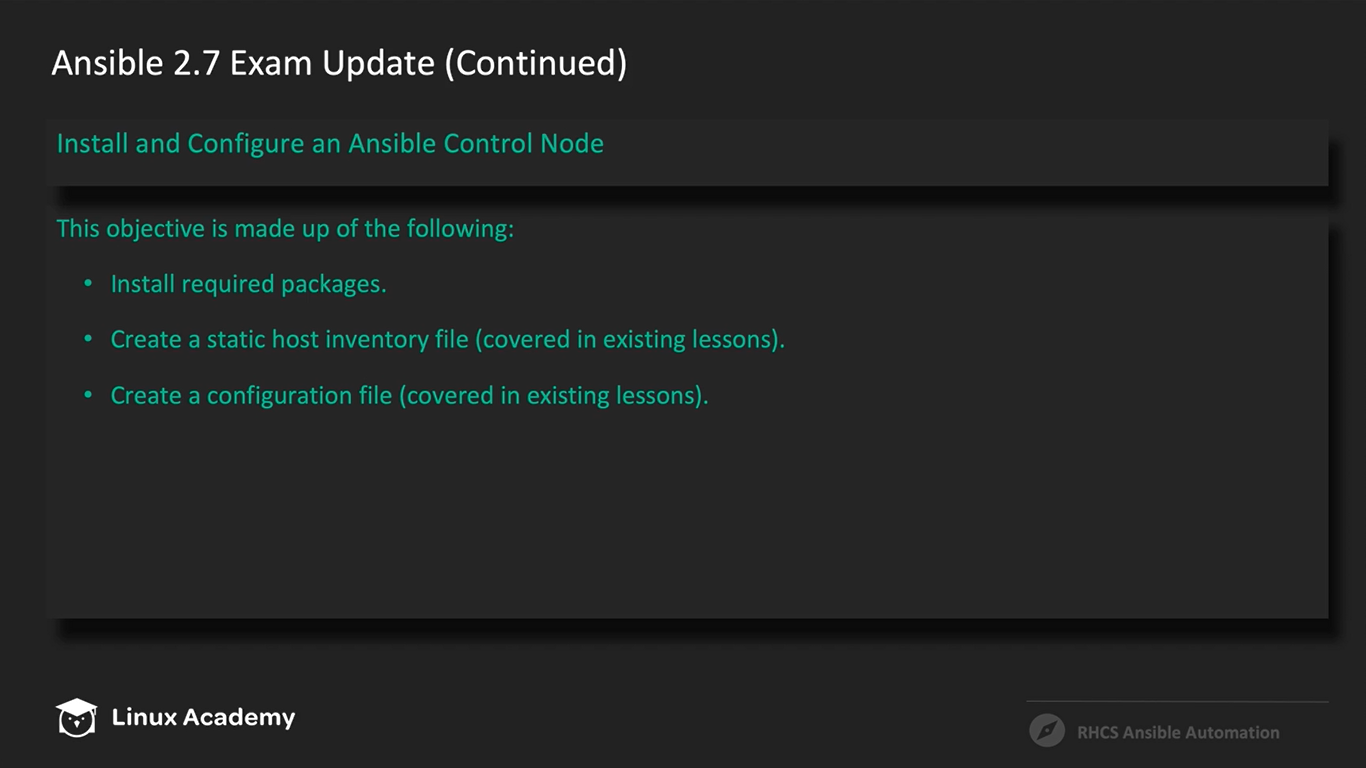 Ansible 2.7 Exam Update (Continued)
Install and Configure an Ansible Control Node
This objective is made up of the following:
• Install required packages.
• Create a static host inventory file (covered in existing lessons).
• Create a configuration file (covered in existing lessons).
Linux Academy
RHCS Ansible Automation